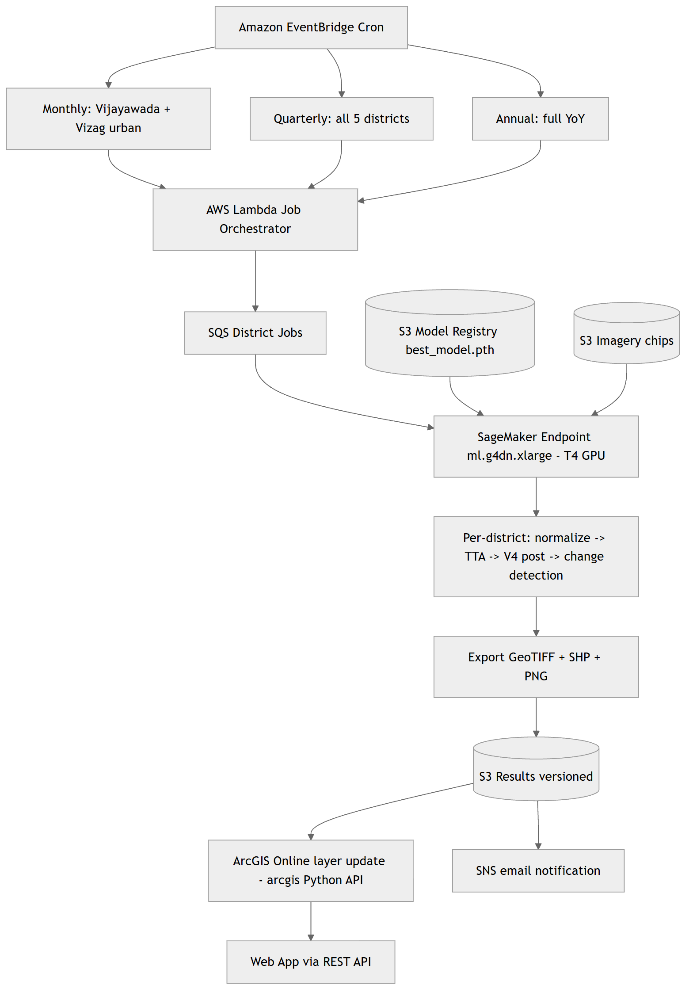 Amazon EventBridge Cron
Monthly: Vijayawada +
Vizag urban
Quarterly: all 5 districts
Annual: full YoY
AWS Lambda Job
Orchestrator
SQS District Jobs
S3 Model Registry
best_model.pth
S3 Imagery chips
SageMaker Endpoint
ml.g4dn.xlarge - T4 GPU
Per-district: normalize ->
TTA -> V4 post -> change
detection
Export GeoTIFF + SHP +
PNG
S3 Results versioned
ArcGIS Online layer update
- arcgis Python API
SNS email notification
Web App via REST API